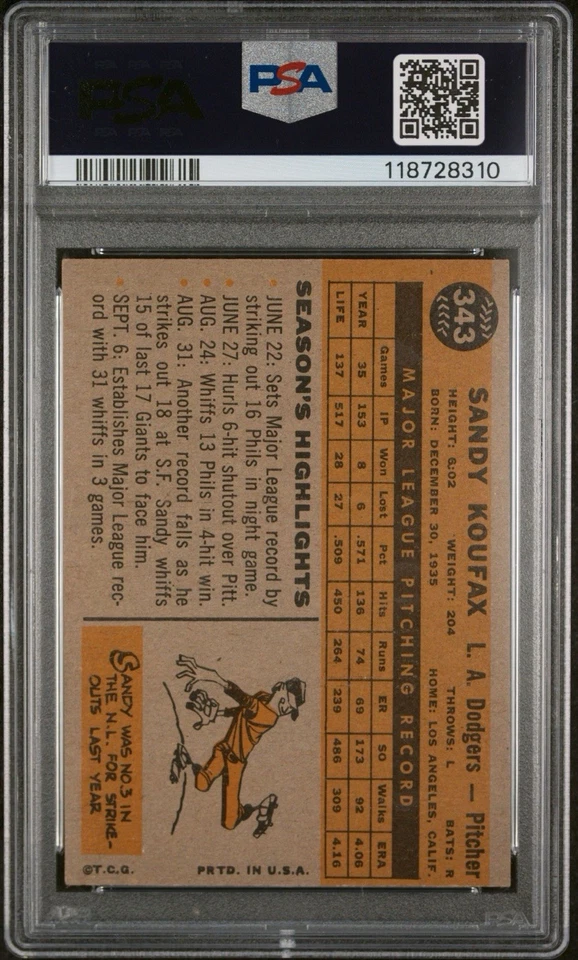 PSA
PSA
118728310
343
SANDY KOUFAX L. A. Dodgers — Pitcher
HEIGHT: 6:02 WEIGHT: 204 THROWS: L BATS: R
BORN: DECEMBER 30, 1935 HOME: LOS ANGELES, CALIF.
MAJOR LEAGUE PITCHING RECORD
Games IP Won Lost Pct Hits Runs ER SO Walks ERA
YEAR 35 153 8 6 .571 136 74 69 173 92 4.06
LIFE 137 517 28 27 .509 450 264 239 486 309 4.16
SEASON'S HIGHLIGHTS
• JUNE 22: Sets Major League record by
striking out 16 Phils in night game.
• JUNE 27: Hurls 6-hit shutout over Pitt.
• AUG. 24: Whiffs 13 Phils in 4-hit win.
• AUG. 31: Another record falls as he
strikes out 18 at S.F. Sandy whiffs
15 of last 17 Giants to face him.
• SEPT. 6: Establishes Major League rec-
ord with 31 whiffs in 3 games.
SANDY WAS NO. 3 IN
THE N.L. FOR STRIKE-
OUTS LAST YEAR
©T.C.G. PRTD. IN U.S.A.
PSA